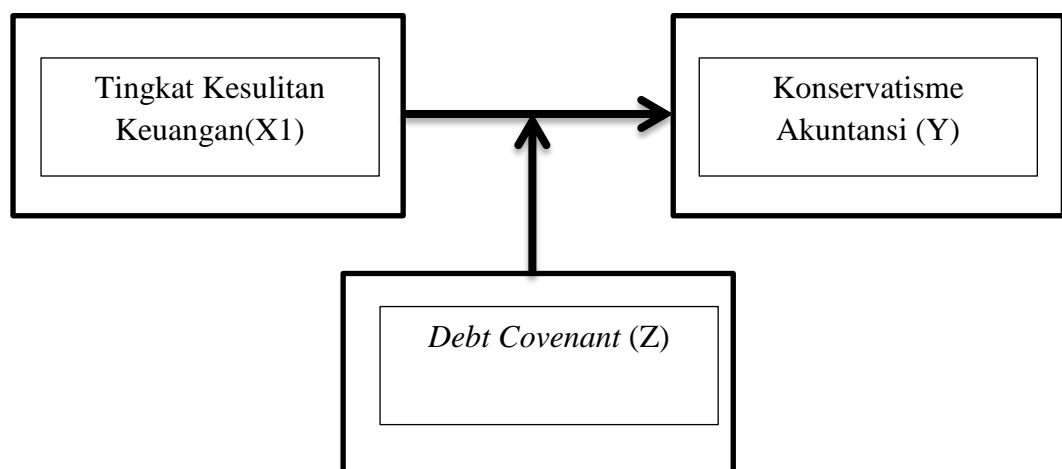 Tingkat Kesulitan
Keuangan(X1)
Konservatisme
Akuntansi (Y)
Debt Covenant (Z)